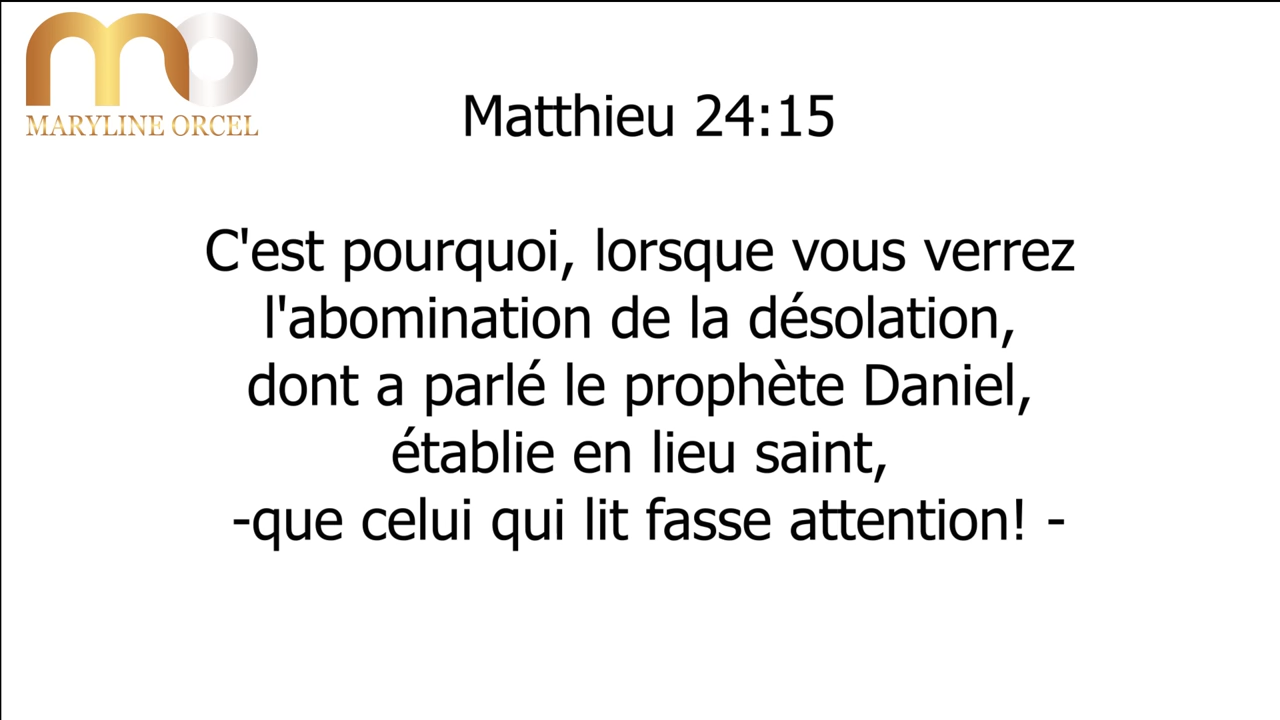 mo
MARYLINE ORCEL
Matthieu 24:15
C'est pourquoi, lorsque vous verrez
l'abomination de la désolation,
dont a parlé le prophète Daniel,
établie en lieu saint,
-que celui qui lit fasse attention! -